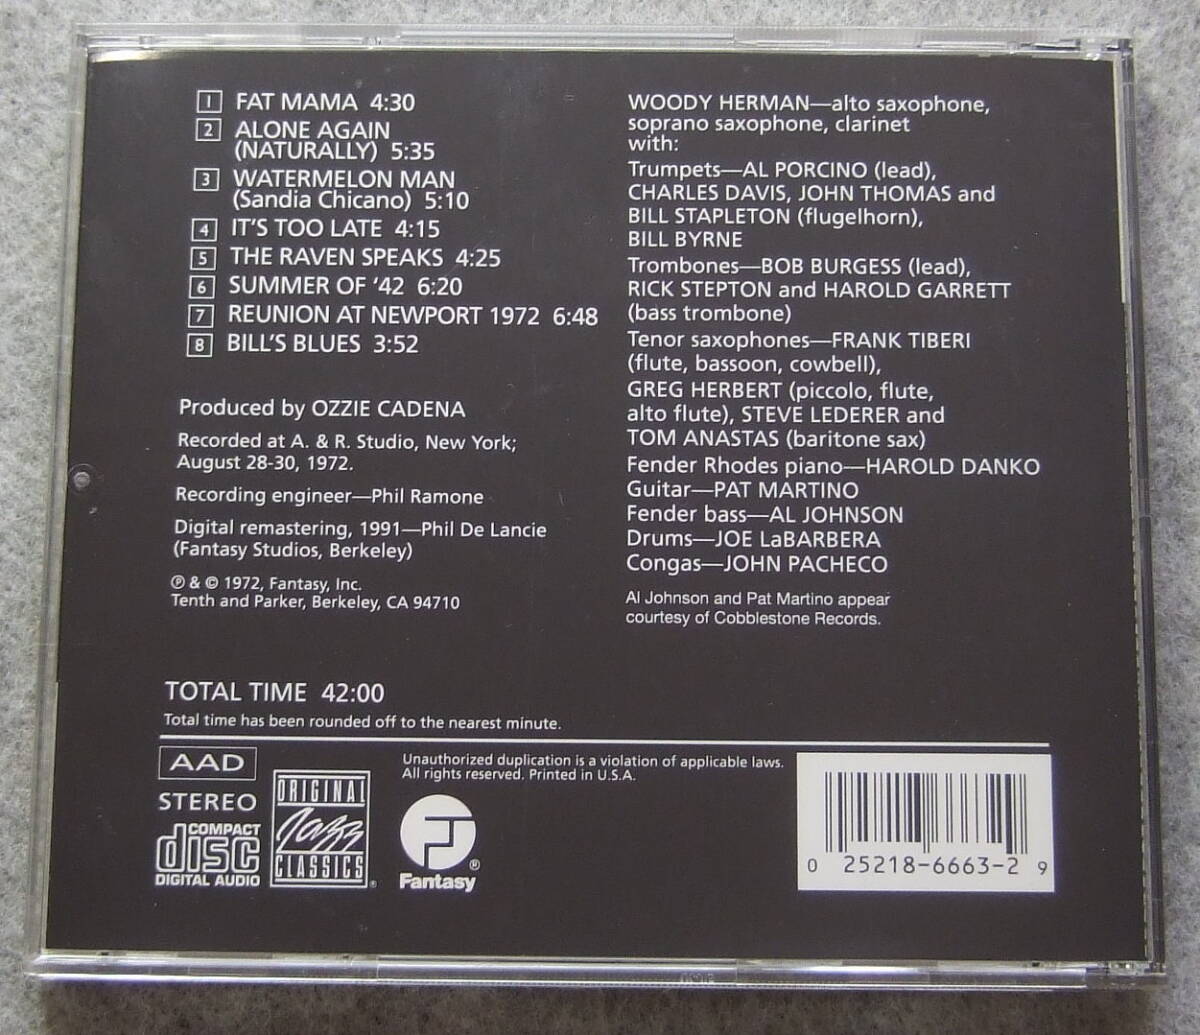 1 FAT MAMA 4:30
2 ALONE AGAIN
(NATURALLY) 5:35
3 WATERMELON MAN
(Sandia Chicano) 5:10
4 IT'S TOO LATE 4:15
5 THE RAVEN SPEAKS 4:25
6 SUMMER OF '42 6:20
7 REUNION AT NEWPORT 1972 6:48
8 BILL'S BLUES 3:52
Produced by OZZIE CADENA
Recorded at A. & R. Studio, New York;
August 28-30, 1972.
Recording engineer—Phil Ramone
Digital remastering, 1991—Phil De Lancie
(Fantasy Studios, Berkeley)
℗ & © 1972, Fantasy, Inc.
Tenth and Parker, Berkeley, CA 94710
WOODY HERMAN—alto saxophone,
soprano saxophone, clarinet
with:
Trumpets—AL PORCINO (lead),
CHARLES DAVIS, JOHN THOMAS and
BILL STAPLETON (flugelhorn),
BILL BYRNE
Trombones—BOB BURGESS (lead),
RICK STEPTON and HAROLD GARRETT
(bass trombone)
Tenor saxophones—FRANK TIBERI
(flute, bassoon, cowbell),
GREG HERBERT (piccolo, flute,
alto flute), STEVE LEDERER and
TOM ANASTAS (baritone sax)
Fender Rhodes piano—HAROLD DANKO
Guitar—PAT MARTINO
Fender bass—AL JOHNSON
Drums—JOE LaBARBERA
Congas—JOHN PACHECO
Al Johnson and Pat Martino appear
courtesy of Cobblestone Records.
TOTAL TIME 42:00
Total time has been rounded off to the nearest minute.
AAD
STEREO
COMPACT
disc
DIGITAL AUDIO
ORIGINAL
Jazz
CLASSICS®
Unauthorized duplication is a violation of applicable laws.
All rights reserved. Printed in U.S.A.
®
Fantasy
0 25218-6663-2 9